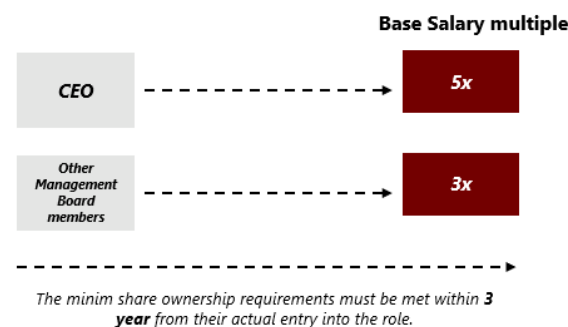 Base Salary multiple
CEO
5x
Other
Management
Board
members
3x
The minim share ownership requirements must be met within 3
year from their actual entry into the role.